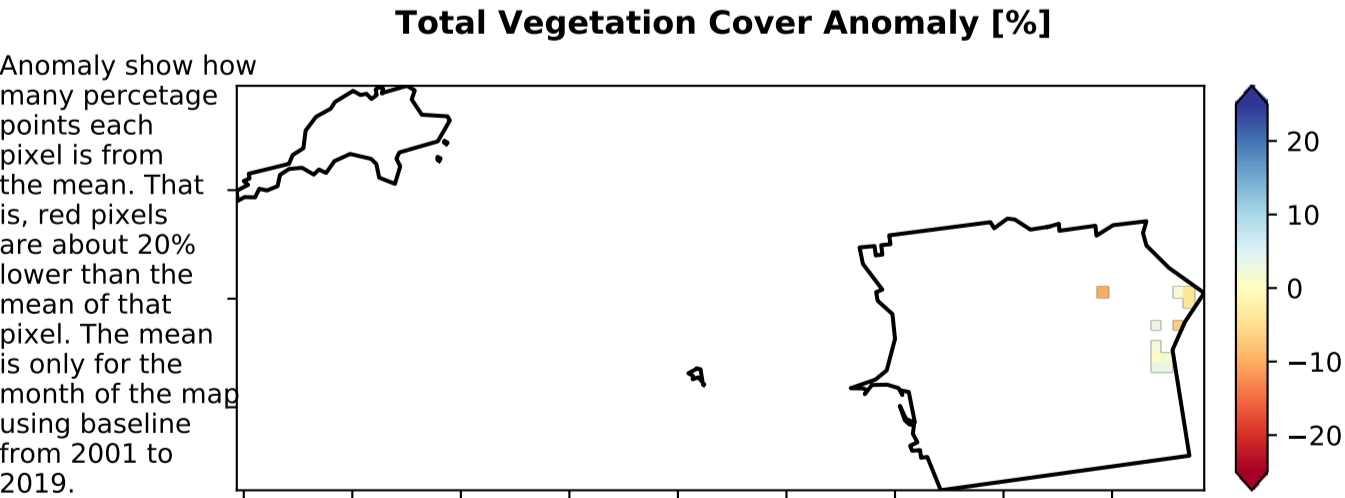 Total Vegetation Cover Anomaly [%]
Anomaly show how
many percetage
points each
pixel is from
the mean. That
is, red pixels
are about 20%
lower than the
mean of that
pixel. The mean
is only for the
month of the map
using baseline
from 2001 to
2019.
20
10
0
−10
−20